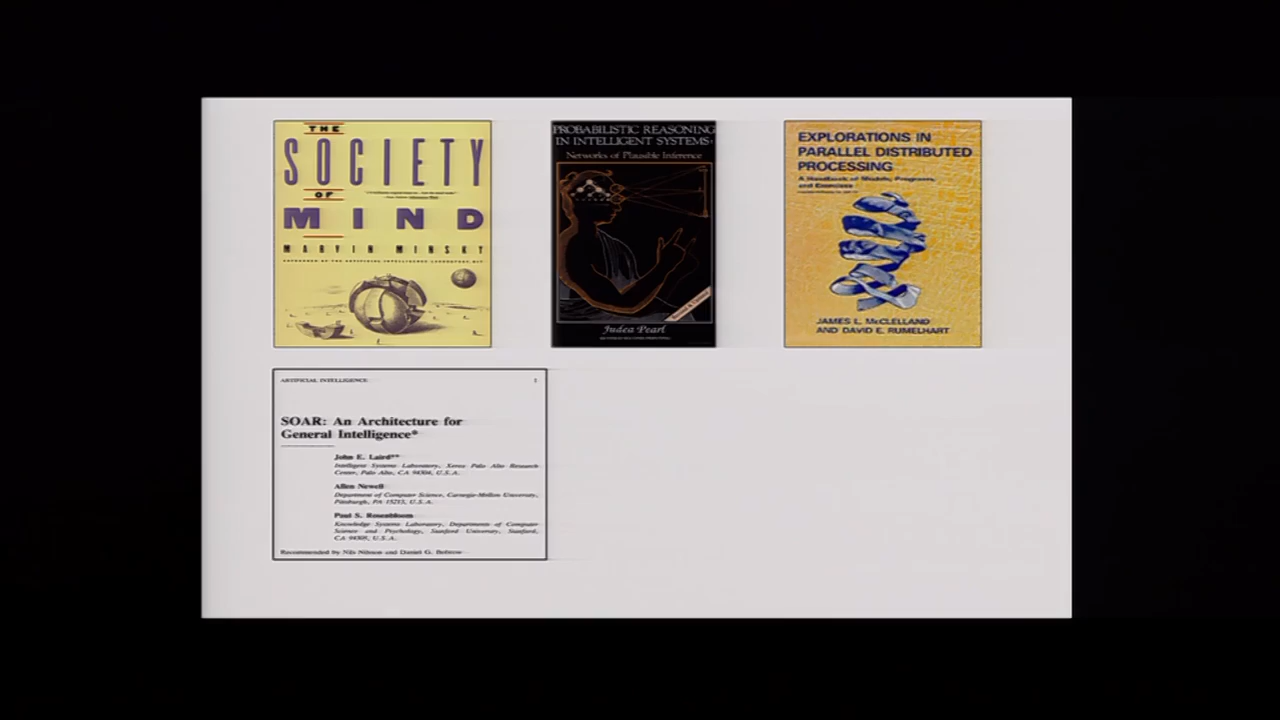 THE
SOCIETY
OF
MIND
MARVIN MINSKY
PROBABILISTIC REASONING
IN INTELLIGENT SYSTEMS:
Networks of Plausible Inference
Judea Pearl
EXPLORATIONS IN
PARALLEL DISTRIBUTED
PROCESSING
A Handbook of Models, Programs,
and Exercises
JAMES L. McCLELLAND
AND DAVID E. RUMELHART
ARTIFICIAL INTELLIGENCE
1
SOAR: An Architecture for
General Intelligence*
John E. Laird**
Intelligent Systems Laboratory, Xerox Palo Alto Research
Center, Palo Alto, CA 94304, U.S.A.
Allen Newell
Department of Computer Science, Carnegie-Mellon University,
Pittsburgh, PA 15213, U.S.A.
Paul S. Rosenbloom
Knowledge Systems Laboratory, Departments of Computer
Science and Psychology, Stanford University, Stanford,
CA 94305, U.S.A.
Recommended by Nils Nilsson and Daniel G. Bobrow